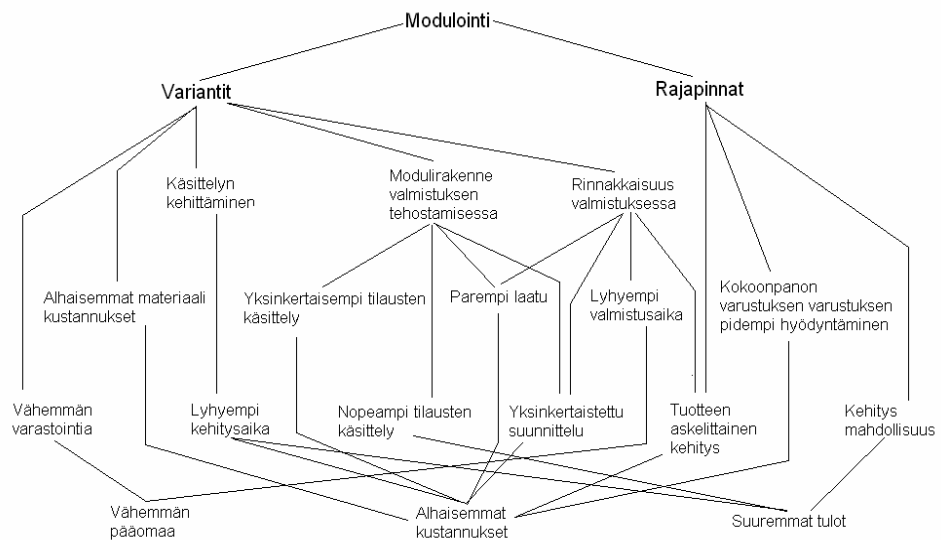 Modulointi
Variantit
Rajapinnat
Käsittelyn
kehittäminen
Modulirakenne
valmistuksen
tehostamisessa
Rinnakkaisuus
valmistuksessa
Alhaisemmat materiaali
kustannukset
Yksinkertaisempi tilausten
käsittely
Parempi laatu
Lyhyempi
valmistusaika
Kokoonpanon
varustuksen varustuksen
pidempi hyödyntäminen
Vähemmän
varastointia
Lyhyempi
kehitysaika
Nopeampi tilausten
käsittely
Yksinkertaistettu
suunnittelu
Tuotteen
askelittainen
kehitys
Kehitys
mahdollisuus
Vähemmän
pääomaa
Alhaisemmat
kustannukset
Suuremmat tulot